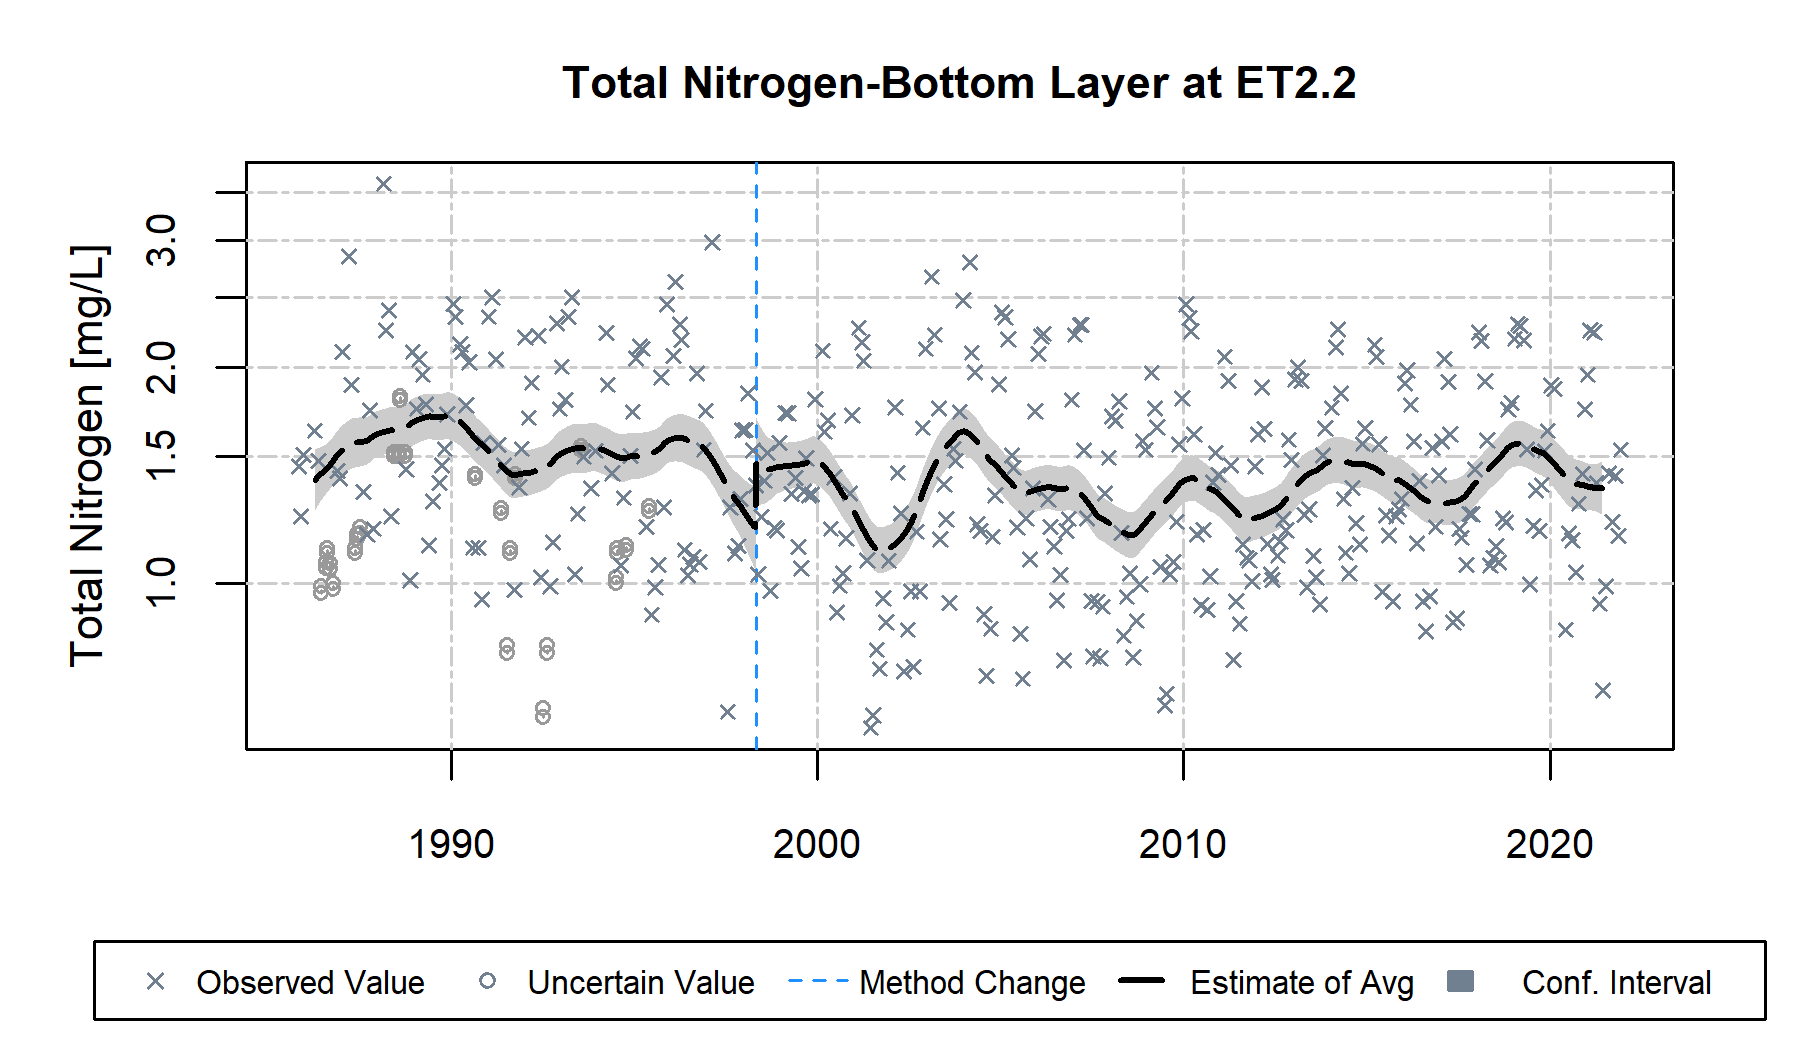 Total Nitrogen-Bottom Layer at ET2.2
Total Nitrogen [mg/L]
3.0
2.0
1.5
1.0
1990 2000 2010 2020
Observed Value Uncertain Value Method Change Estimate of Avg Conf. Interval